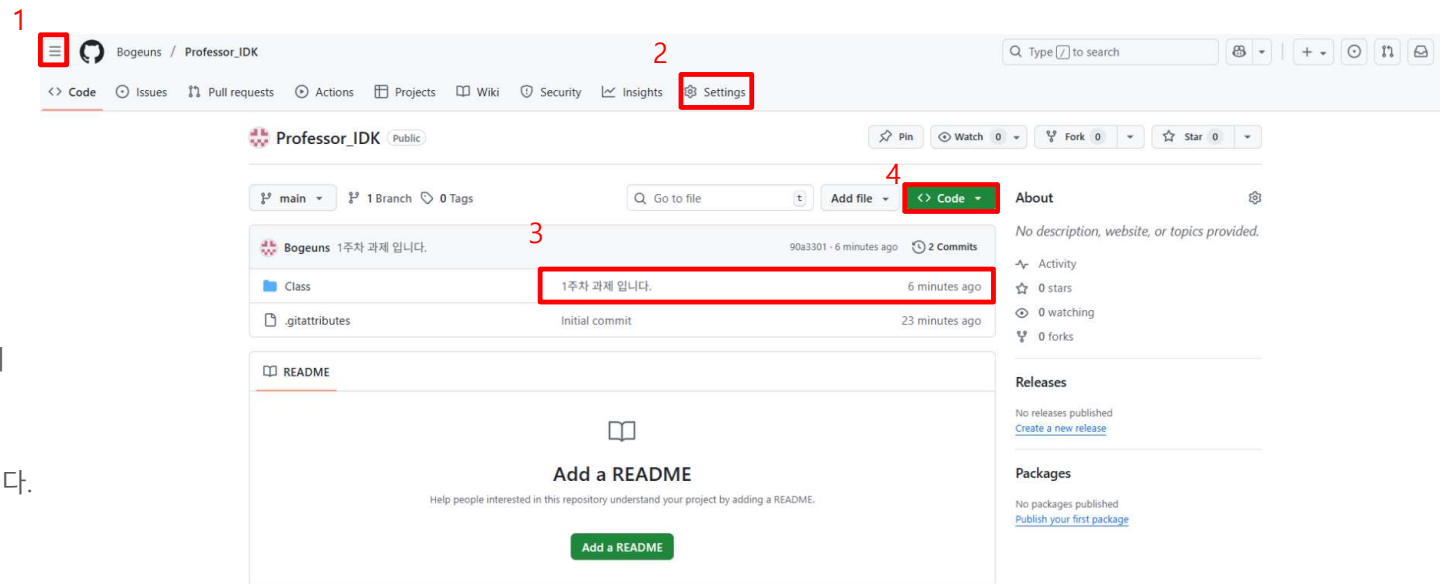 1
Bogeuns / Professor_IDK
2
Type / to search
Code Issues Pull requests Actions Projects Wiki Security Insights Settings
Professor_IDK Public
Pin Watch 0 Fork 0 Star 0
4
main 1 Branch 0 Tags Go to file t Add file <> Code
About
No description, website, or topics provided.
3
Bogeuns 1주차 과제 입니다. 90a3301 · 6 minutes ago 2 Commits
Class 1주차 과제 입니다. 6 minutes ago
.gitattributes Initial commit 23 minutes ago
Activity
0 stars
0 watching
0 forks
README
Add a README
Help people interested in this repository understand your project by adding a README.
Add a README
Releases
No releases published
Create a new release
Packages
No packages published
Publish your first package
다.